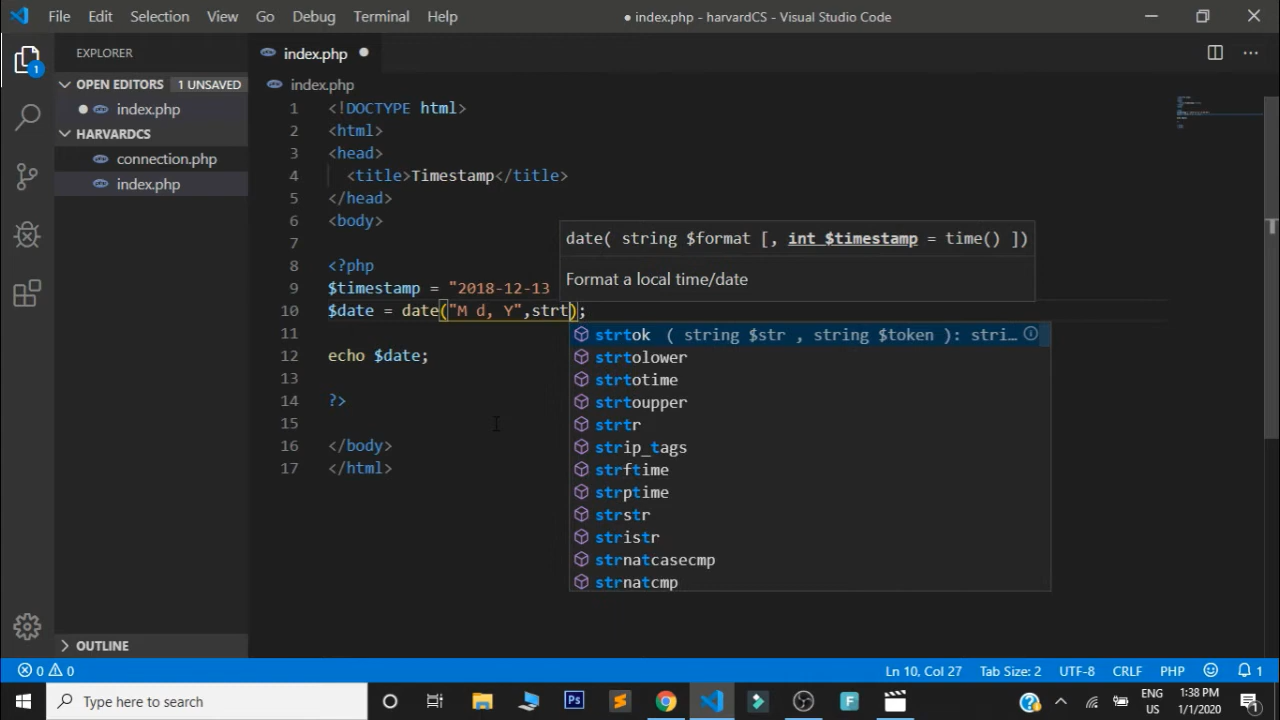 File Edit Selection View Go Debug Terminal Help
● index.php - harvardCS - Visual Studio Code
EXPLORER
1
OPEN EDITORS 1 UNSAVED
● index.php
HARVARDCS
connection.php
index.php
index.php ●
index.php
1 <!DOCTYPE html>
2 <html>
3 <head>
4 <title>Timestamp</title>
5 </head>
6 <body>
7
8 <?php
9 $timestamp = "2018-12-13
10 $date = date("M d, Y",strt);
11
12 echo $date;
13
14 ?>
15
16 </body>
17 </html>
date( string $format [, int $timestamp = time() ])
Format a local time/date
strtok ( string $str , string $token ): stri...
strtolower
strtotime
strtoupper
strtr
strip_tags
strftime
strptime
strstr
stristr
strnatcasecmp
strnatcmp
OUTLINE
0 0
Ln 10, Col 27 Tab Size: 2 UTF-8 CRLF PHP 1
Type here to search
Ps
F
ENG
US
1:38 PM
1/1/2020
1